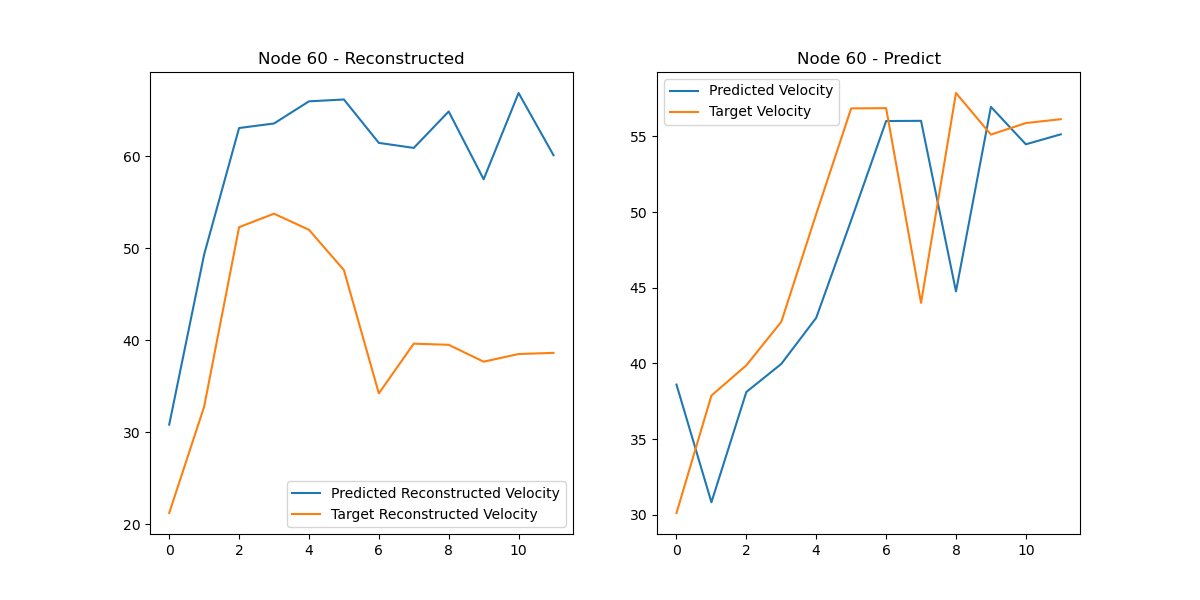 Node 60 - Reconstructed
60
50
40
30
20
0 2 4 6 8 10
Predicted Reconstructed Velocity
Target Reconstructed Velocity
Node 60 - Predict
Predicted Velocity
Target Velocity
55
50
45
40
35
30
0 2 4 6 8 10